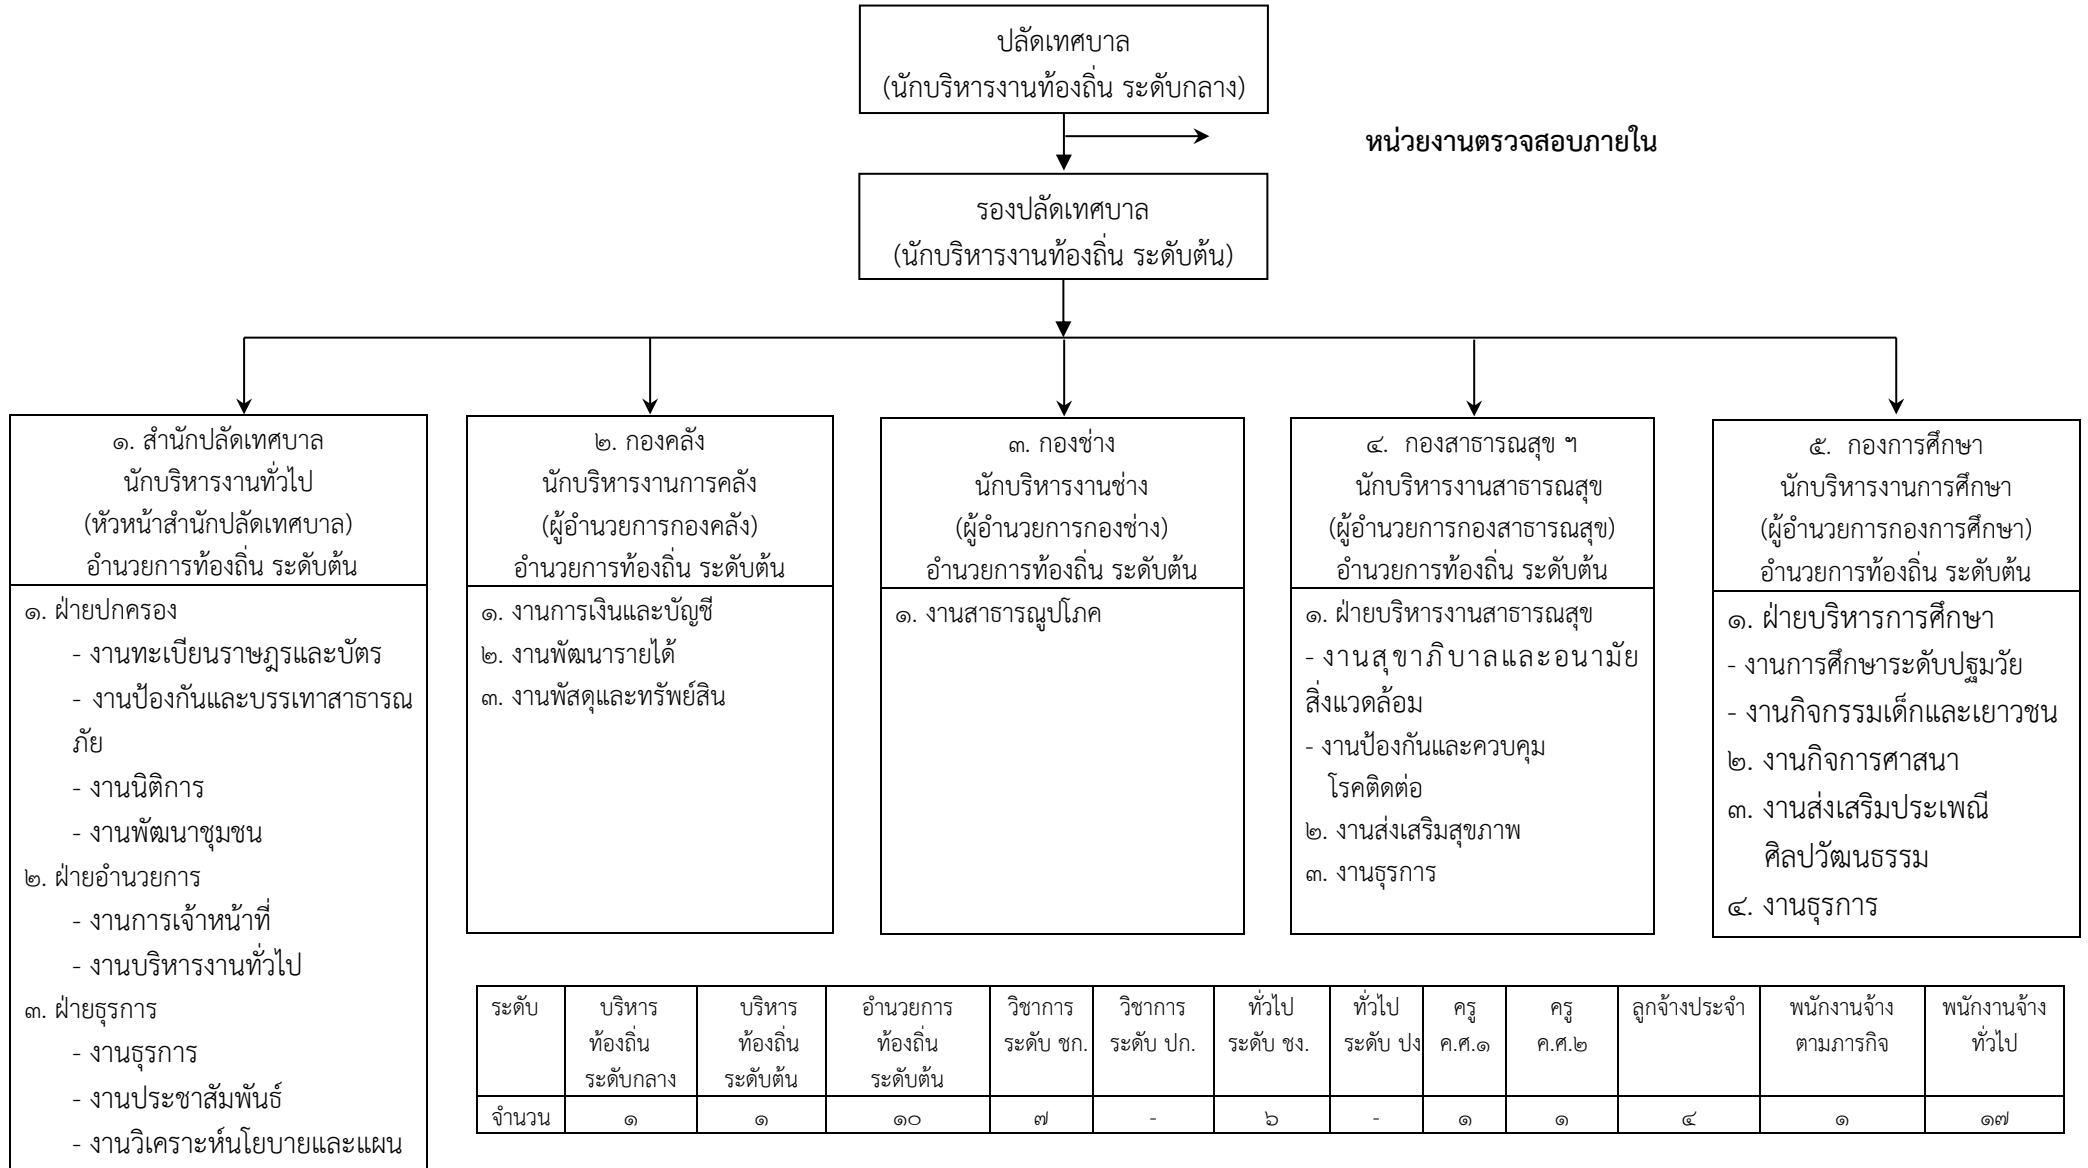 ปลัดเทศบาล
(นักบริหารงานท้องถิ่น ระดับกลาง)
หน่วยงานตรวจสอบภายใน
รองปลัดเทศบาล
(นักบริหารงานท้องถิ่น ระดับต้น)
๑. สำนักปลัดเทศบาล
นักบริหารงานทั่วไป
(หัวหน้าสำนักปลัดเทศบาล)
อำนวยการท้องถิ่น ระดับต้น
๑. ฝ่ายปกครอง
- งานทะเบียนราษฎรและบัตร
- งานป้องกันและบรรเทาสาธารณ
ภัย
- งานนิติการ
- งานพัฒนาชุมชน
๒. ฝ่ายอำนวยการ
- งานการเจ้าหน้าที่
- งานบริหารงานทั่วไป
๓. ฝ่ายธุรการ
- งานธุรการ
- งานประชาสัมพันธ์
- งานวิเคราะห์นโยบายและแผน
๒. กองคลัง
นักบริหารงานการคลัง
(ผู้อำนวยการกองคลัง)
อำนวยการท้องถิ่น ระดับต้น
๑. งานการเงินและบัญชี
๒. งานพัฒนารายได้
๓. งานพัสดุและทรัพย์สิน
๓. กองช่าง
นักบริหารงานช่าง
(ผู้อำนวยการกองช่าง)
อำนวยการท้องถิ่น ระดับต้น
๑. งานสาธารณูปโภค
๔. กองสาธารณสุข ฯ
นักบริหารงานสาธารณสุข
(ผู้อำนวยการกองสาธารณสุข)
อำนวยการท้องถิ่น ระดับต้น
๑. ฝ่ายบริหารงานสาธารณสุข
- งานสุขาภิบาลและอนามัย
สิ่งแวดล้อม
- งานป้องกันและควบคุม
โรคติดต่อ
๒. งานส่งเสริมสุขภาพ
๓. งานธุรการ
๕. กองการศึกษา
นักบริหารงานการศึกษา
(ผู้อำนวยการกองการศึกษา)
อำนวยการท้องถิ่น ระดับต้น
๑. ฝ่ายบริหารการศึกษา
- งานการศึกษาระดับปฐมวัย
- งานกิจกรรมเด็กและเยาวชน
๒. งานกิจการศาสนา
๓. งานส่งเสริมประเพณี
ศิลปวัฒนธรรม
๔. งานธุรการ
ระดับ บริหาร บริหาร อำนวยการ วิชาการ วิชาการ ทั่วไป ทั่วไป ครู ครู ลูกจ้างประจำ พนักงานจ้าง พนักงานจ้าง
ท้องถิ่น ท้องถิ่น ท้องถิ่น ระดับ ชก. ระดับ ปก. ระดับ ชง. ระดับ ปง ค.ศ.๑ ค.ศ.๒ ตามภารกิจ ทั่วไป
ระดับกลาง ระดับต้น ระดับต้น
จำนวน ๑ ๑ ๑๐ ๗ - ๖ - ๑ ๑ ๔ ๑ ๑๗